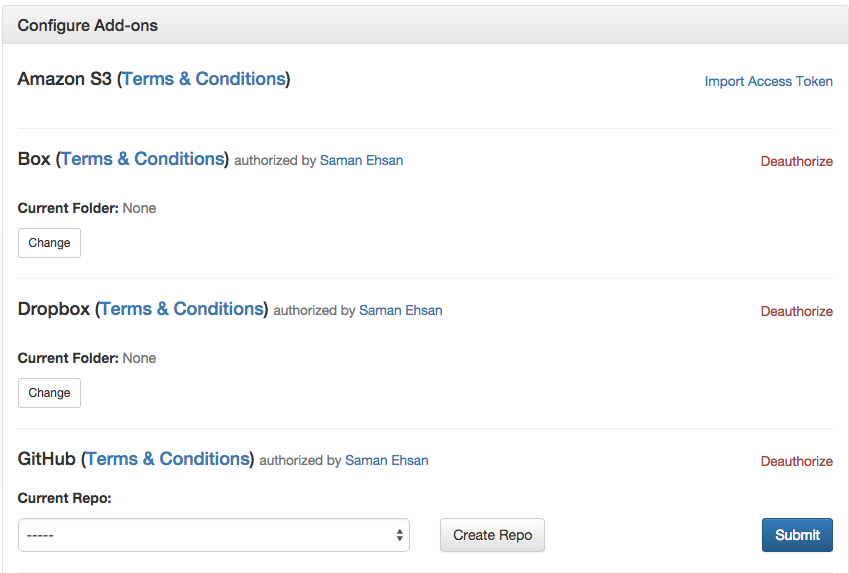 Configure Add-ons
Amazon S3 (Terms & Conditions) Import Access Token
Box (Terms & Conditions) authorized by Saman Ehsan Deauthorize
Current Folder: None
Change
Dropbox (Terms & Conditions) authorized by Saman Ehsan Deauthorize
Current Folder: None
Change
GitHub (Terms & Conditions) authorized by Saman Ehsan Deauthorize
Current Repo:
----- Create Repo Submit